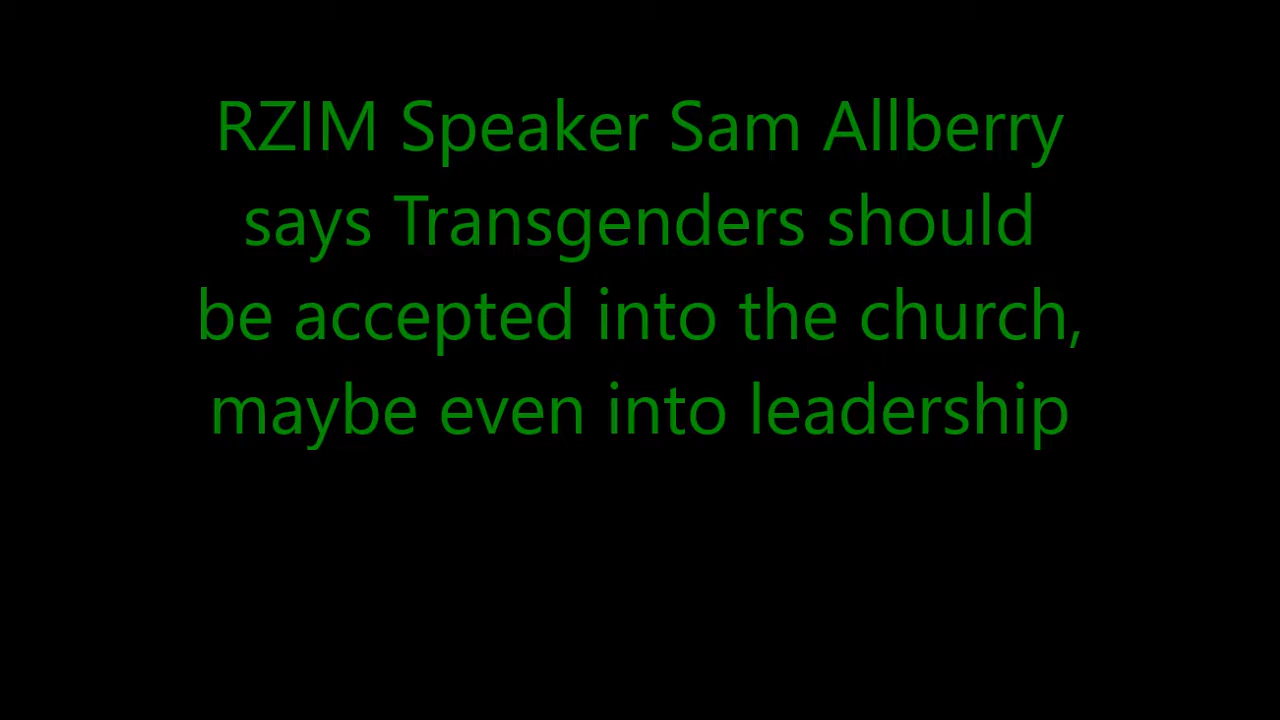 RZIM Speaker Sam Allberry
says Transgenders should
be accepted into the church,
maybe even into leadership